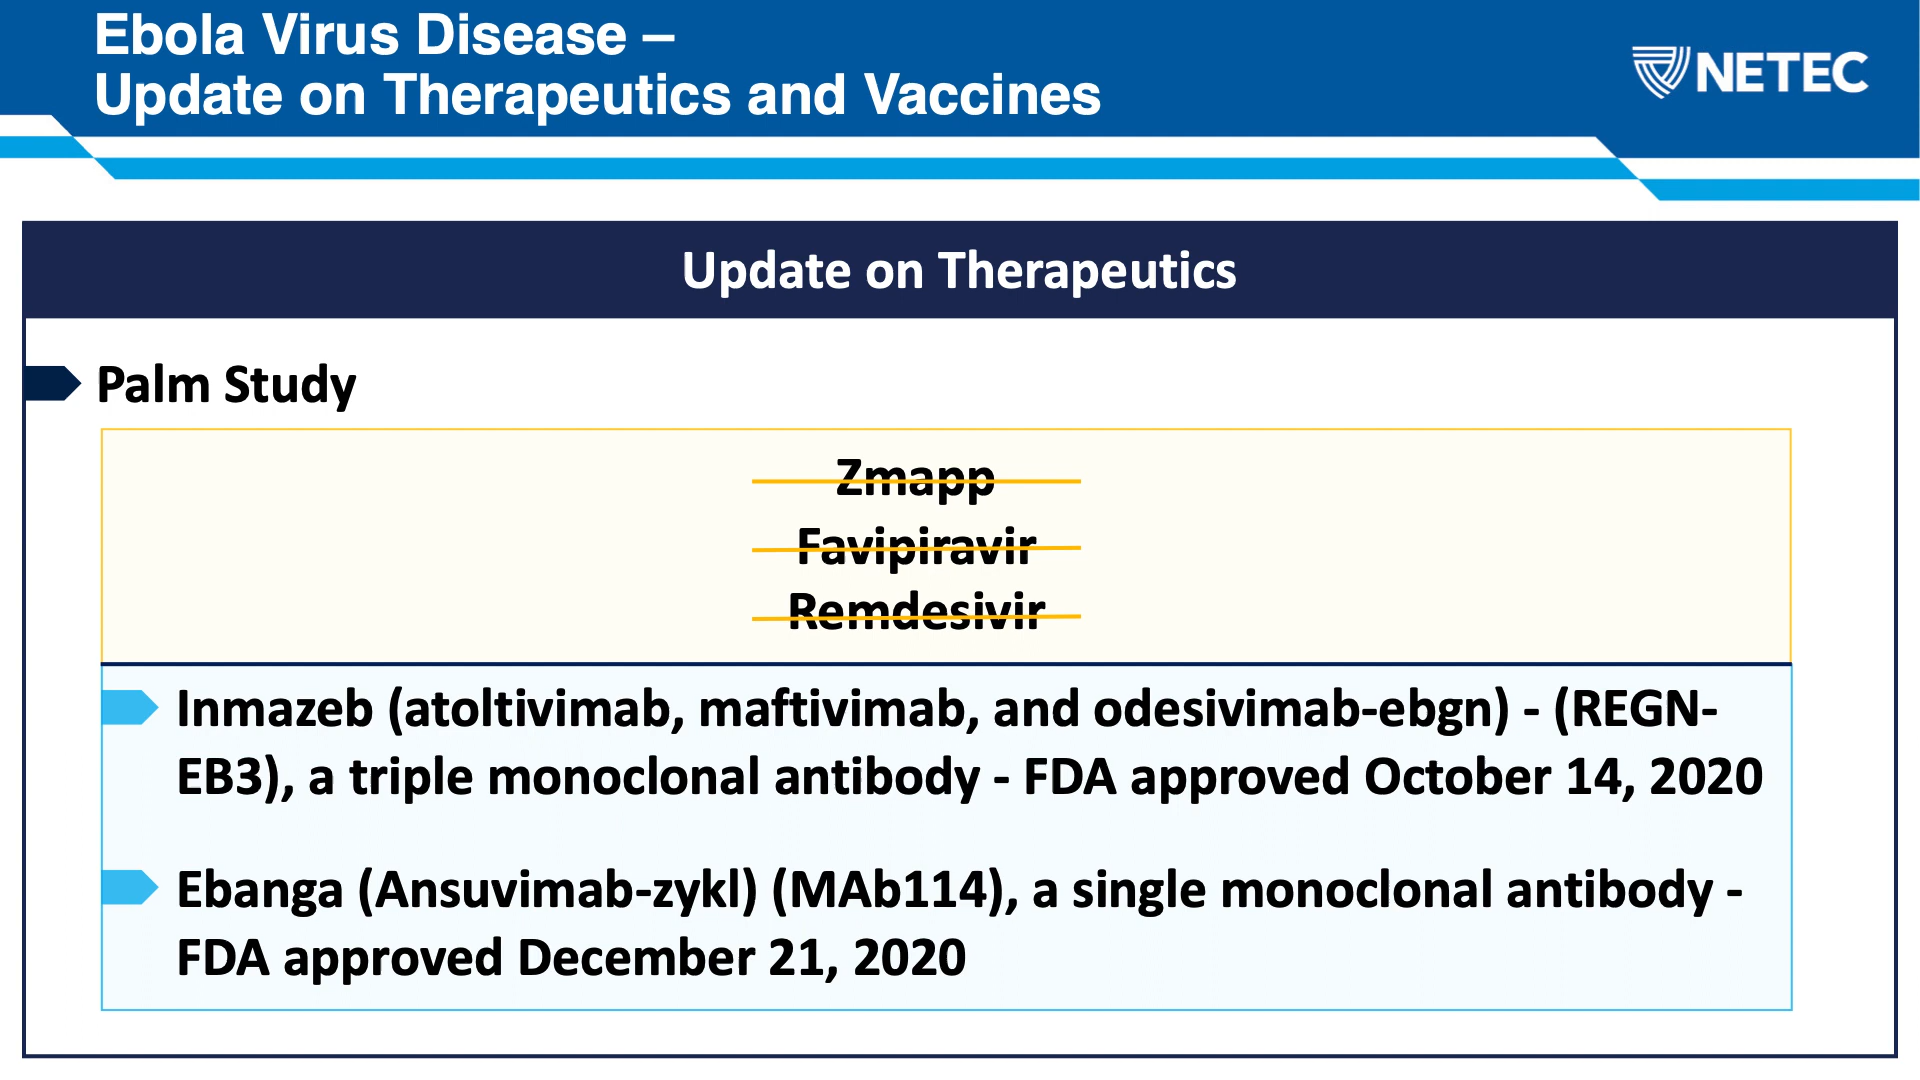 Ebola Virus Disease –
Update on Therapeutics and Vaccines
NETEC
Update on Therapeutics
Palm Study
Zmapp
Favipiravir
Remdesivir
Inmazeb (atoltivimab, maftivimab, and odesivimab-ebgn) - (REGN-
EB3), a triple monoclonal antibody - FDA approved October 14, 2020
Ebanga (Ansuvimab-zykl) (MAb114), a single monoclonal antibody -
FDA approved December 21, 2020